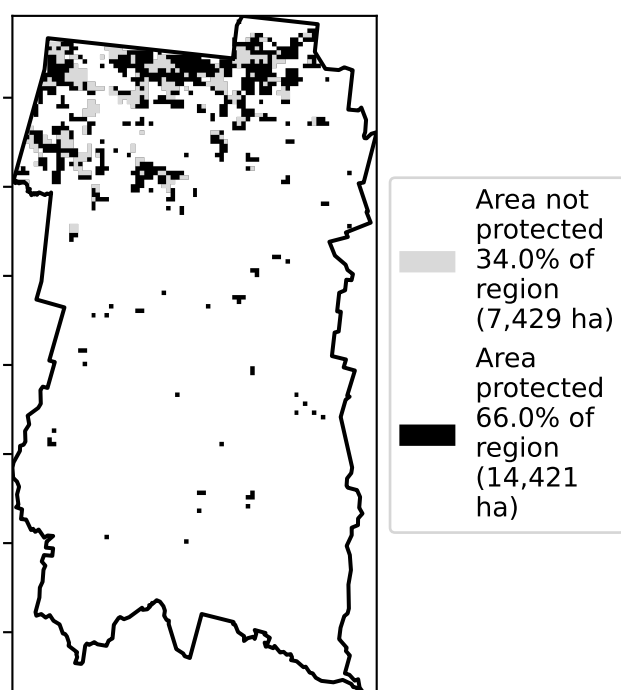 Area not
protected
34.0% of
region
(7,429 ha)
Area
protected
66.0% of
region
(14,421
ha)